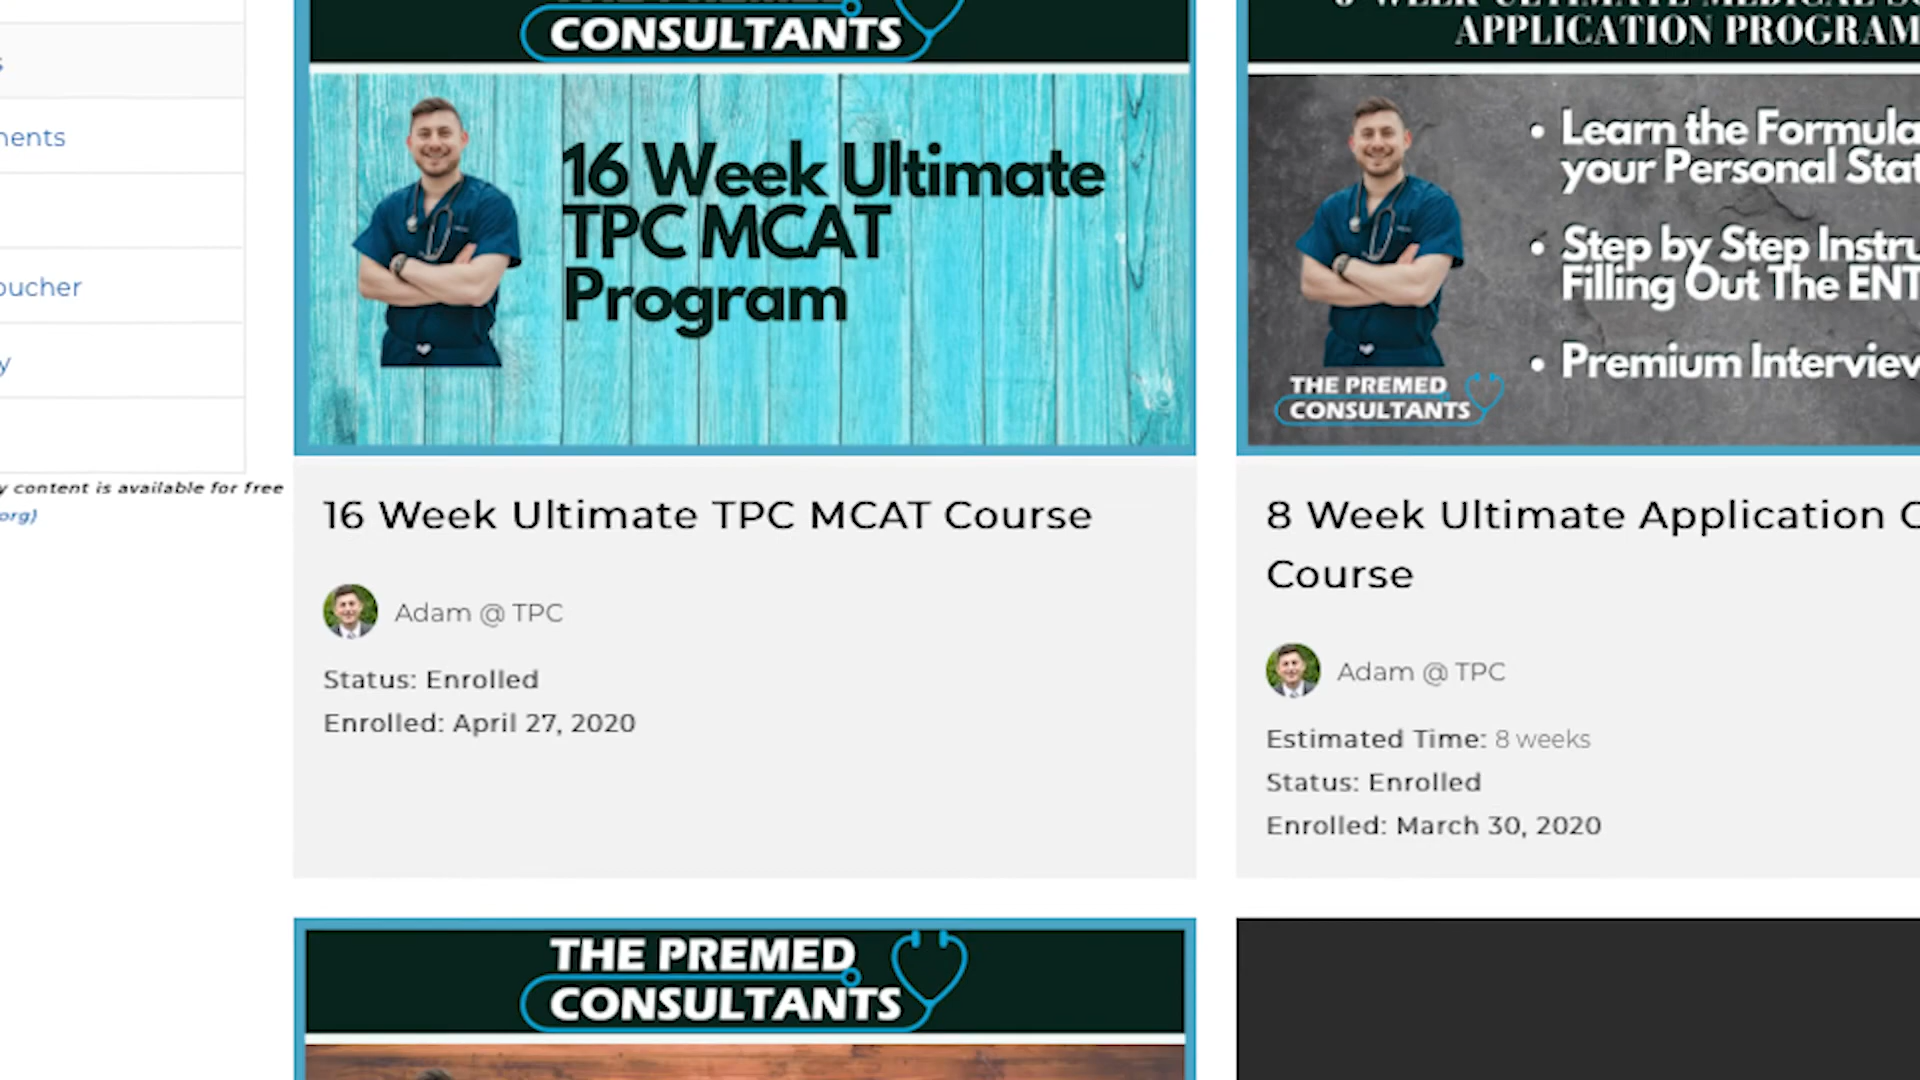 CONSULTANTS
16 Week Ultimate
TPC MCAT
Program
16 Week Ultimate TPC MCAT Course
Adam @ TPC
Status: Enrolled
Enrolled: April 27, 2020
APPLICATION PROGRAM
• Learn the Formula
your Personal Stat
• Step by Step Instru
Filling Out The ENT
• Premium Interview
THE PREMED
CONSULTANTS
8 Week Ultimate Application C
Course
Adam @ TPC
Estimated Time: 8 weeks
Status: Enrolled
Enrolled: March 30, 2020
THE PREMED
CONSULTANTS
s
nents
oucher
y
y content is available for free
org)